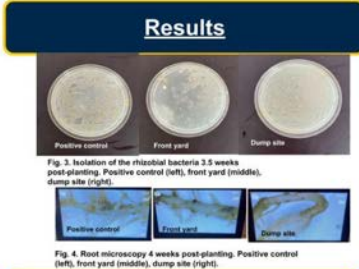 Results
Positive control
Front yard
Dump site
Fig. 3. Isolation of the rhizobial bacteria 3.5 weeks
post-planting. Positive control (left), front yard (middle),
dump site (right).
Positive control
Front yard
Dump site
Fig. 4. Root microscopy 4 weeks post-planting. Positive control
(left), front yard (middle), dump site (right).